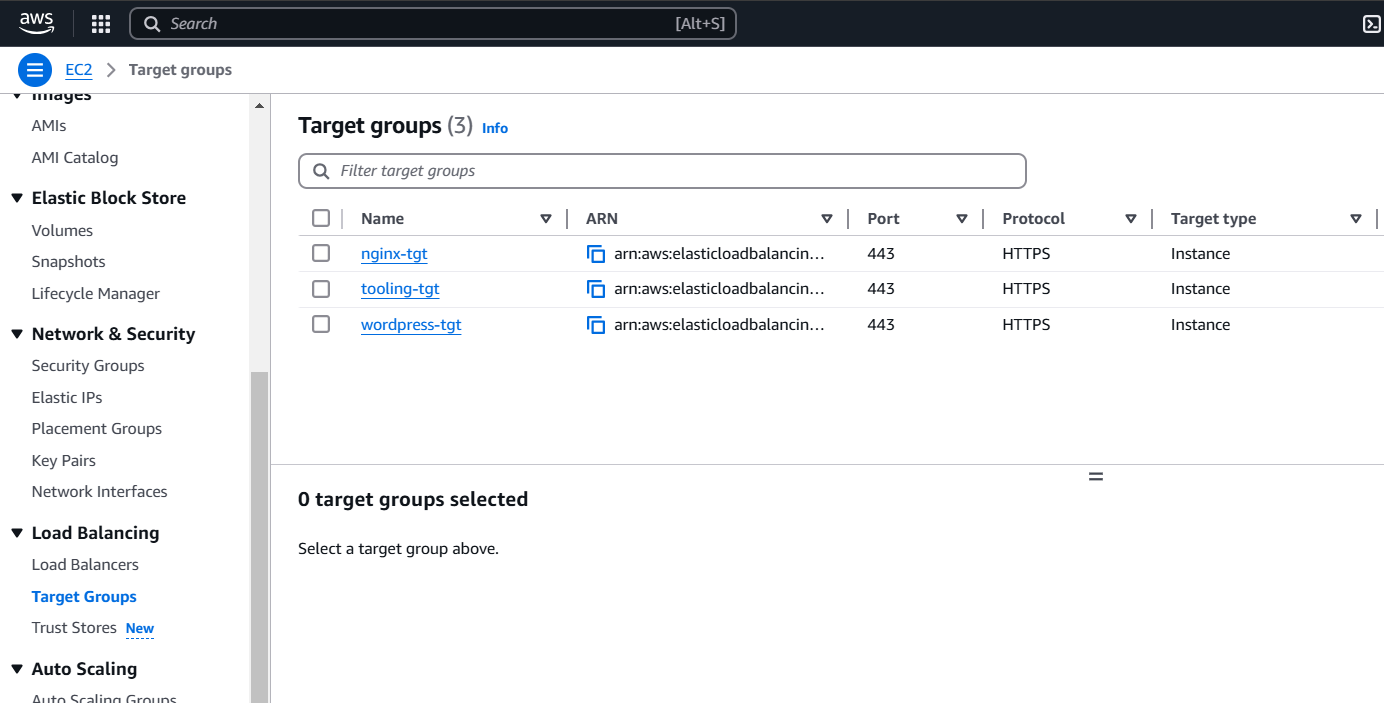 aws
Search [Alt+S]
EC2 Target groups
Images
AMIs
AMI Catalog
Elastic Block Store
Volumes
Snapshots
Lifecycle Manager
Network & Security
Security Groups
Elastic IPs
Placement Groups
Key Pairs
Network Interfaces
Load Balancing
Load Balancers
Target Groups
Trust Stores New
Auto Scaling
Auto Scaling Groups
Target groups (3) Info
Filter target groups
Name ARN Port Protocol Target type
nginx-tgt arn:aws:elasticloadbalancin… 443 HTTPS Instance
tooling-tgt arn:aws:elasticloadbalancin… 443 HTTPS Instance
wordpress-tgt arn:aws:elasticloadbalancin… 443 HTTPS Instance
0 target groups selected
Select a target group above.